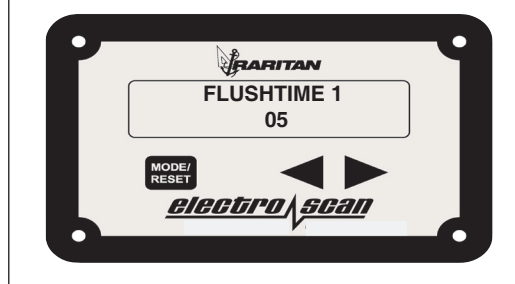 RARITAN
FLUSHTIME 1
05
MODE/
RESET
electro scan